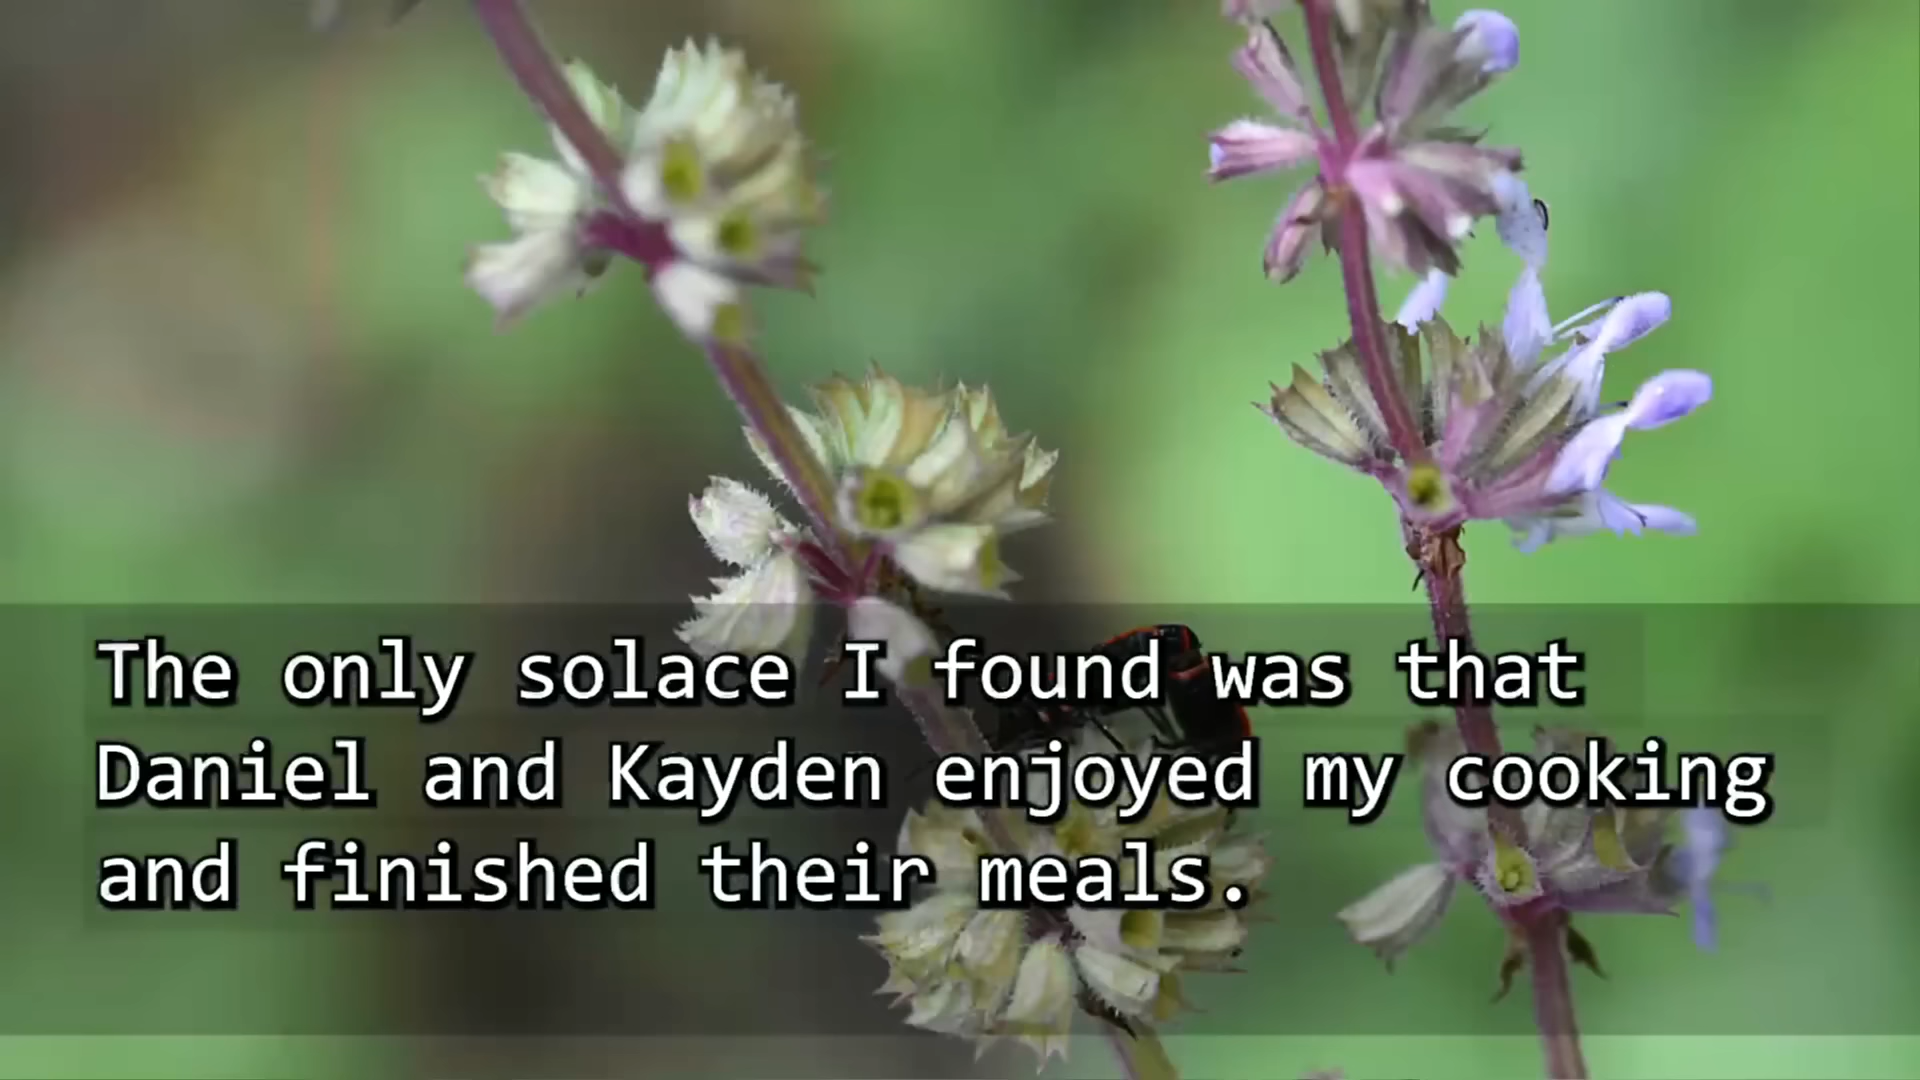 The only solace I found was that
Daniel and Kayden enjoyed my cooking
and finished their meals.